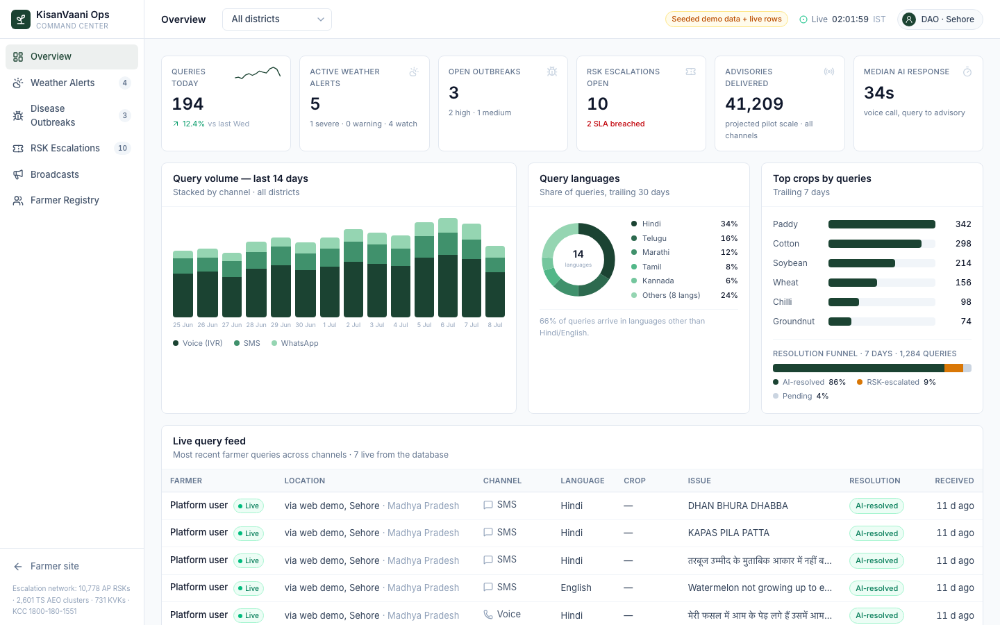 KisanVaani Ops
COMMAND CENTER
Overview
Weather Alerts 4
Disease
Outbreaks 3
RSK Escalations 10
Broadcasts
Farmer Registry
Farmer site
Escalation network: 10,778 AP RSKs
· 2,601 TS AEO clusters · 731 KVKs ·
KCC 1800-180-1551
Overview
All districts
Seeded demo data + live rows
Live 02:01:59 IST
DAO · Sehore
QUERIES
TODAY
194
12.4% vs last Wed
ACTIVE WEATHER
ALERTS
5
1 severe · 0 warning · 4 watch
OPEN OUTBREAKS
3
2 high · 1 medium
RSK ESCALATIONS
OPEN
10
2 SLA breached
ADVISORIES
DELIVERED
41,209
projected pilot scale · all
channels
MEDIAN AI RESPONSE
34s
voice call, query to advisory
Query volume — last 14 days
Stacked by channel · all districts
25 Jun 26 Jun 27 Jun 28 Jun 29 Jun 30 Jun 1 Jul 2 Jul 3 Jul 4 Jul 5 Jul 6 Jul 7 Jul 8 Jul
Voice (IVR) SMS WhatsApp
Query languages
Share of queries, trailing 30 days
14
languages
Hindi 34%
Telugu 16%
Marathi 12%
Tamil 8%
Kannada 6%
Others (8 langs) 24%
66% of queries arrive in languages other than
Hindi/English.
Top crops by queries
Trailing 7 days
Paddy 342
Cotton 298
Soybean 214
Wheat 156
Chilli 98
Groundnut 74
RESOLUTION FUNNEL · 7 DAYS · 1,284 QUERIES
AI-resolved 86% RSK-escalated 9%
Pending 4%
Live query feed
Most recent farmer queries across channels · 7 live from the database
FARMER LOCATION CHANNEL LANGUAGE CROP ISSUE RESOLUTION RECEIVED
Platform user Live via web demo, Sehore · Madhya Pradesh SMS Hindi — DHAN BHURA DHABBA AI-resolved 11 d ago
Platform user Live via web demo, Sehore · Madhya Pradesh SMS Hindi — KAPAS PILA PATTA AI-resolved 11 d ago
Platform user Live via web demo, Sehore · Madhya Pradesh SMS Hindi — तरबूज उम्मीद के मुताबिक आकार में नहीं ब... AI-resolved 11 d ago
Platform user Live via web demo, Sehore · Madhya Pradesh SMS English — Watermelon not growing up to e... AI-resolved 11 d ago
Platform user Live via web demo, Sehore · Madhya Pradesh Voice Hindi — मेरी फसल में आम के पेड़ लगे हैं उसमें आम... AI-resolved 11 d ago